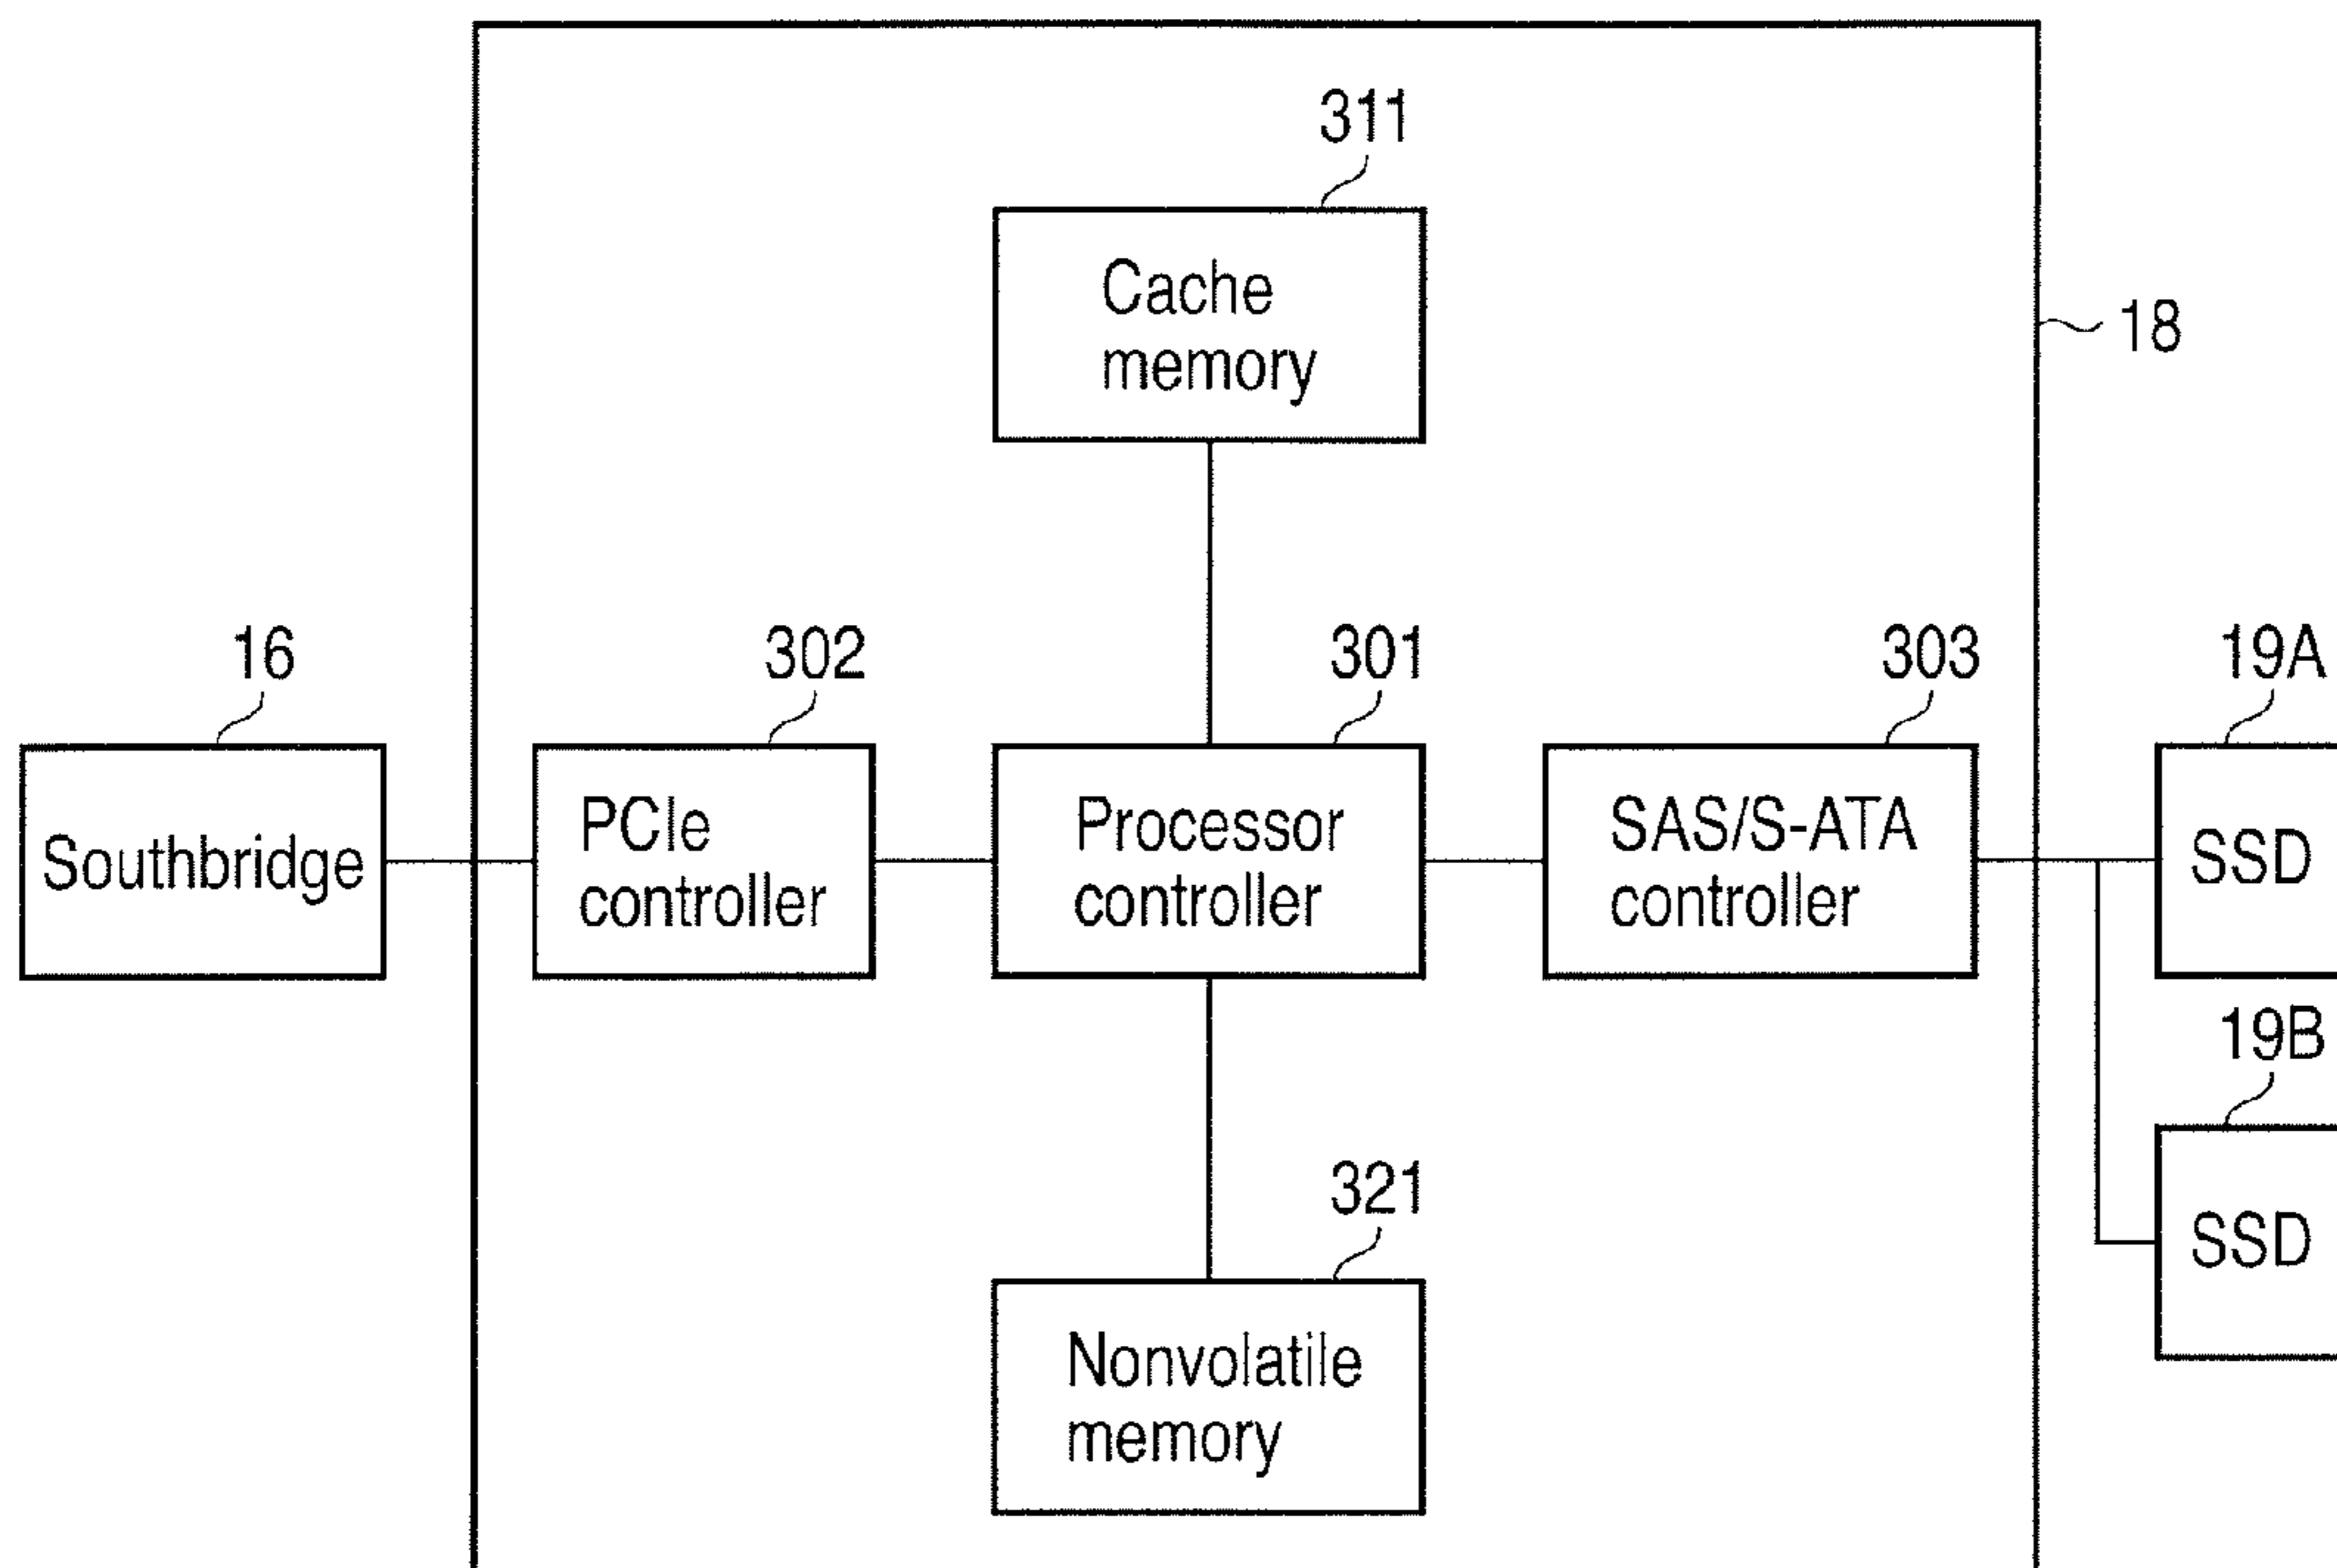 311
Cache
memory
18
16
302
301
303
19A
Southbridge
PCIe
controller
Processor
controller
SAS/S-ATA
controller
SSD
19B
321
SSD
Nonvolatile
memory